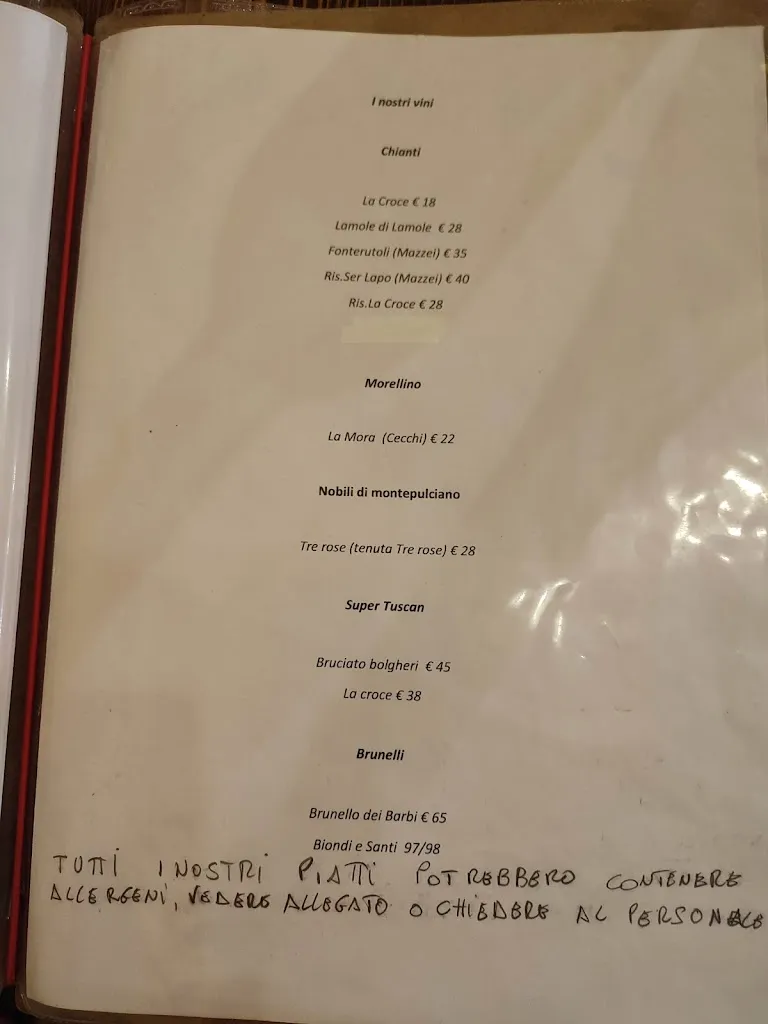 I nostri vini
Chianti
La Croce € 18
Lamole di Lamole € 28
Fonterutoli (Mazzei) € 35
Ris.Ser Lapo (Mazzei) € 40
Ris.La Croce € 28
Morellino
La Mora (Cecchi) € 22
Nobili di montepulciano
Tre rose (tenuta Tre rose) € 28
Super Tuscan
Bruciato bolgheri € 45
La croce € 38
Brunelli
Brunello dei Barbi € 65
Biondi e Santi 97/98
TUTTI I NOSTRI PIATTI POTREBBERO CONTENERE
ALLERGENI, VEDERE ALLEGATO O CHIEDERE AL PERSONALE